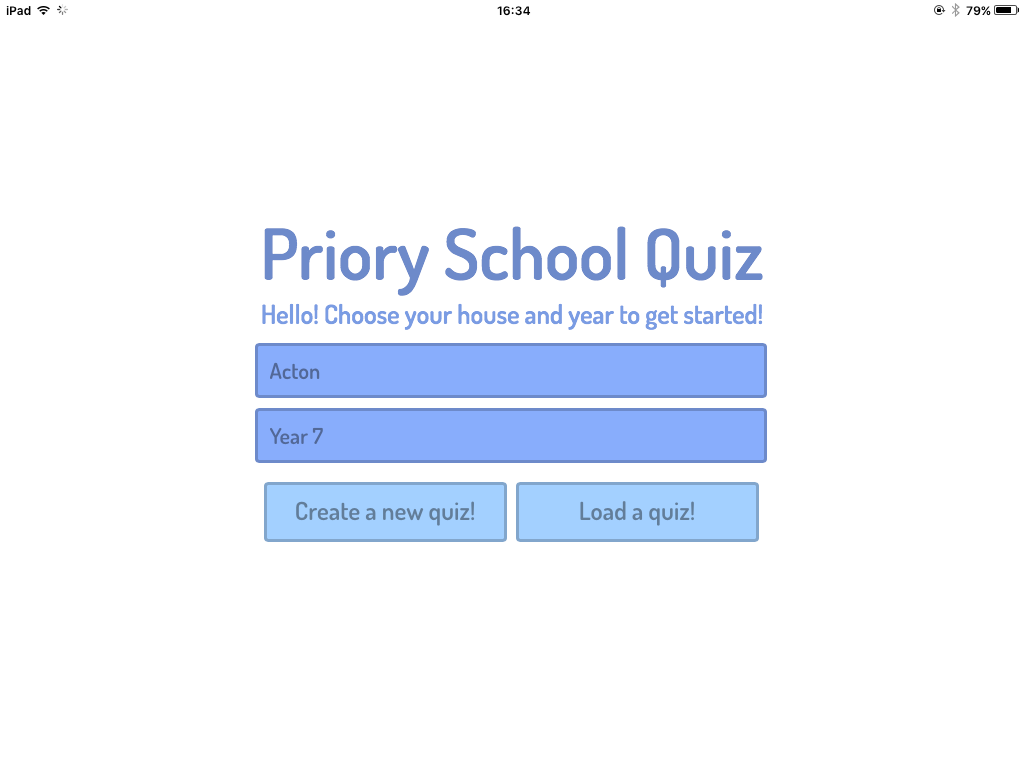 iPad 16:34 79%
Priory School Quiz
Hello! Choose your house and year to get started!
Acton
Year 7
Create a new quiz! Load a quiz!